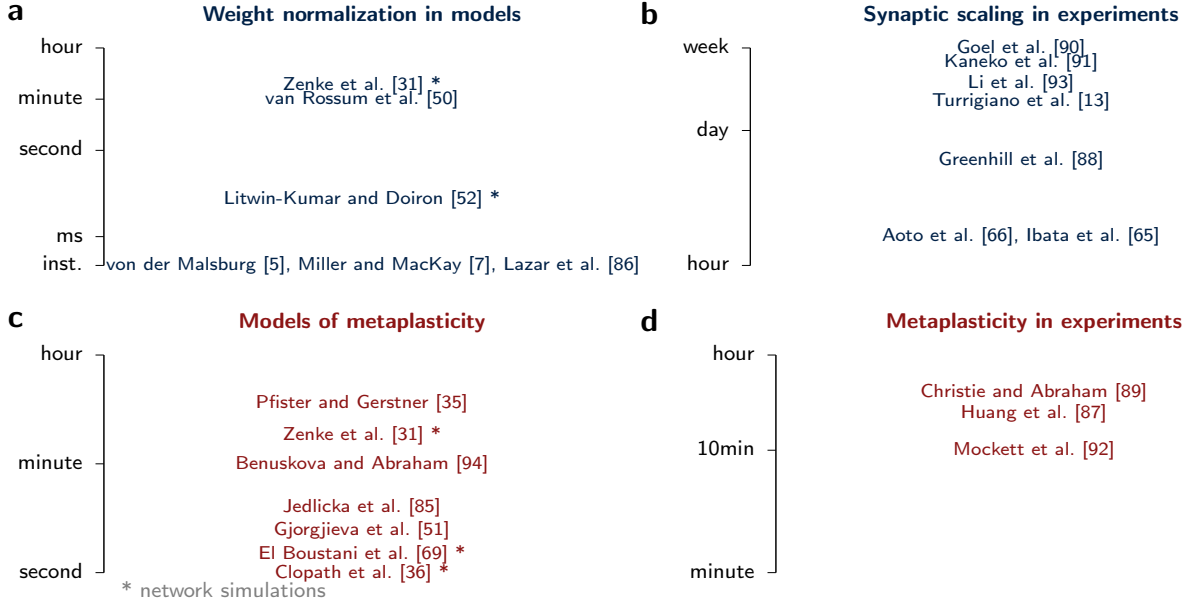 a
Weight normalization in models
hour
Zenke et al. [31] *
minute
van Rossum et al. [50]
second
Litwin-Kumar and Doiron [52] *
ms
inst.
von der Malsburg [5], Miller and MacKay [7], Lazar et al. [86]
b
Synaptic scaling in experiments
week
Goel et al. [90]
Kaneko et al. [91]
Li et al. [93]
Turrigiano et al. [13]
day
Greenhill et al. [88]
Aoto et al. [66], Ibata et al. [65]
hour
c
Models of metaplasticity
hour
Pfister and Gerstner [35]
Zenke et al. [31] *
minute
Benuskova and Abraham [94]
Jedlicka et al. [85]
Gjorgjieva et al. [51]
El Boustani et al. [69] *
second
Clopath et al. [36] *
* network simulations
d
Metaplasticity in experiments
hour
Christie and Abraham [89]
Huang et al. [87]
10min
Mockett et al. [92]
minute